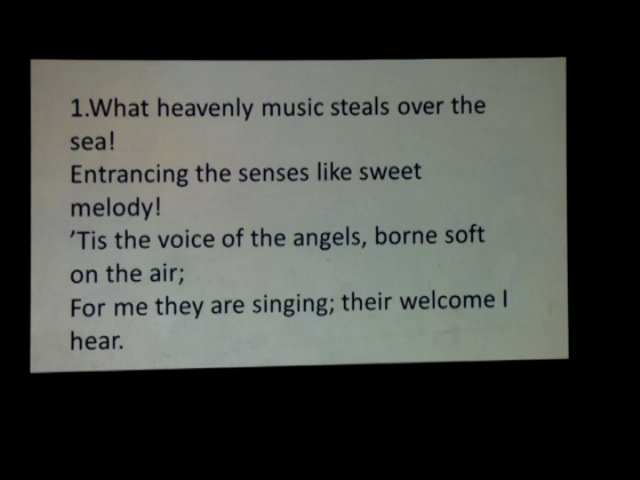 1.What heavenly music steals over the
sea!
Entrancing the senses like sweet
melody!
’Tis the voice of the angels, borne soft
on the air;
For me they are singing; their welcome I
hear.